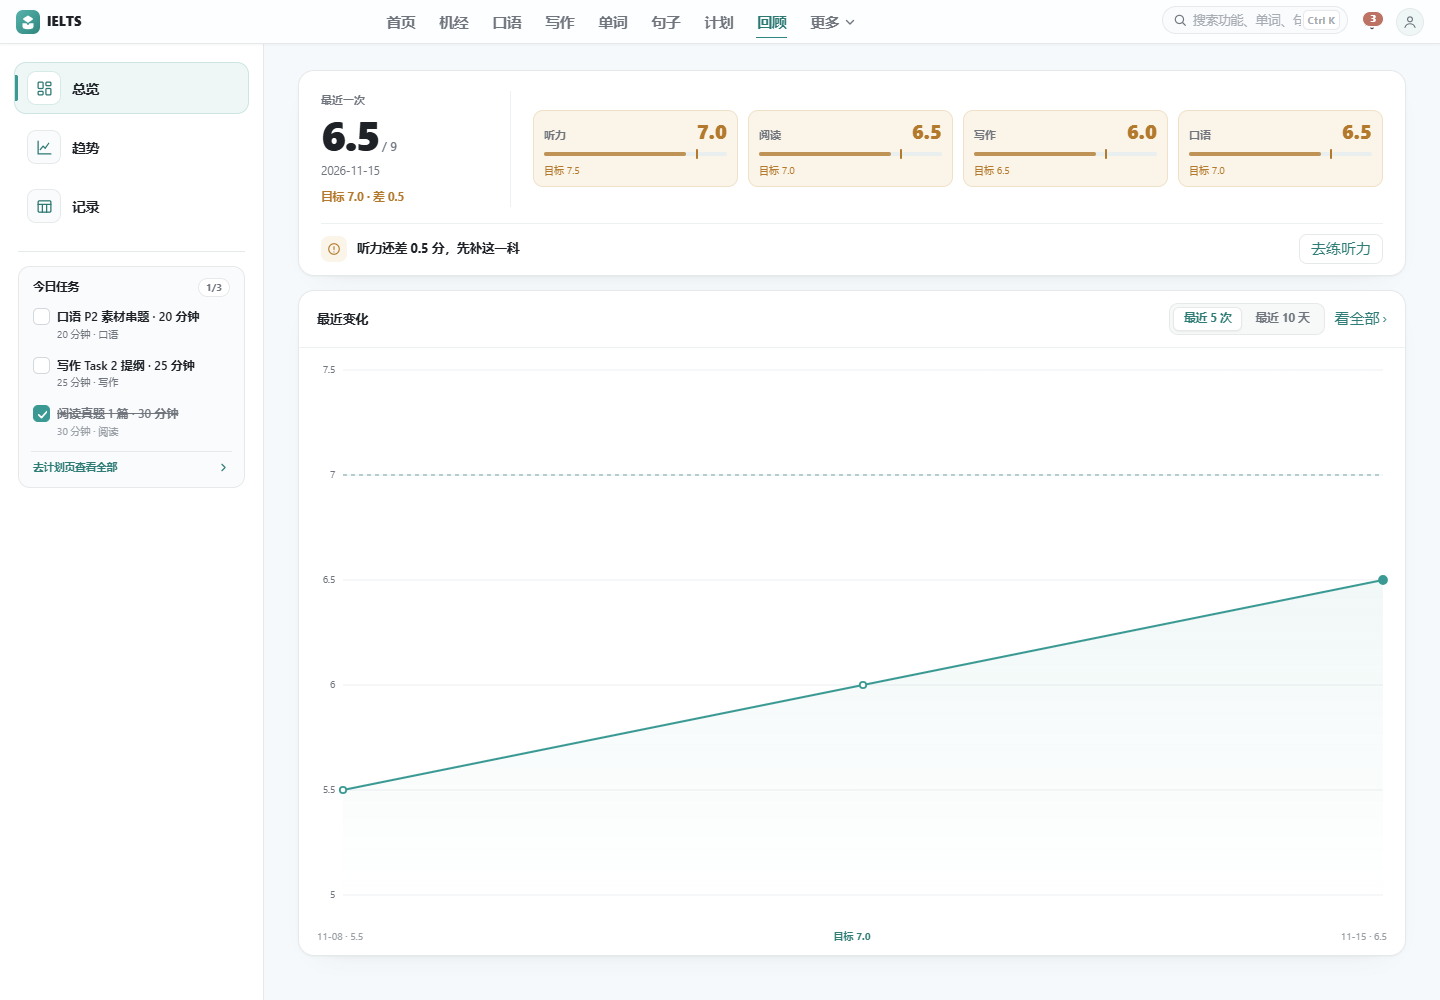 IELTS
首页 机经 口语 写作 单词 句子 计划 回顾 更多
搜索功能、单词、 Ctrl K
3
总览
趋势
记录
今日任务 1/3
口语 P2 素材串题 · 20 分钟
20 分钟 · 口语
写作 Task 2 提纲 · 25 分钟
25 分钟 · 写作
阅读真题 1 篇 · 30 分钟
30 分钟 · 阅读
去计划页查看全部
最近一次
6.5 / 9
2026-11-15
目标 7.0 · 差 0.5
听力 7.0
目标 7.5
阅读 6.5
目标 7.0
写作 6.0
目标 6.5
口语 6.5
目标 7.0
听力还差 0.5 分，先补这一科
去练听力
最近变化
最近 5 次 最近 10 天 看全部 ›
7.5
7
6.5
6
5.5
5
11-08 · 5.5 目标 7.0 11-15 · 6.5